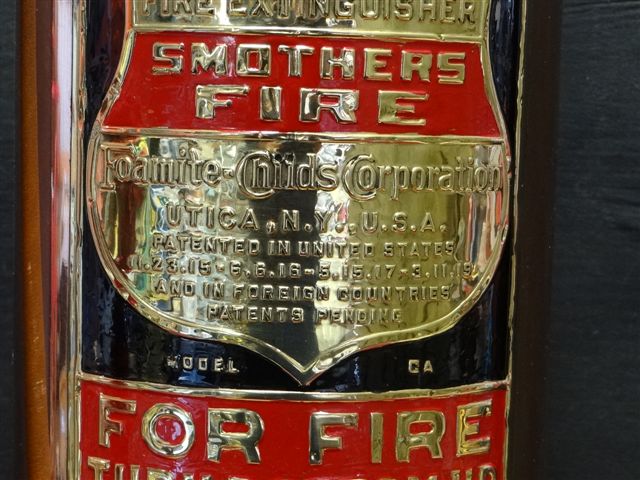 FIRE EXTINGUISHER
SMOTHERS
FIRE
Foamite-Childs Corporation
UTICA, N.Y., U.S.A.
PATENTED IN UNITED STATES
11.23.15-6.6.16-5.15.17-3.11.19
AND IN FOREIGN COUNTRIES
PATENTS PENDING
MODEL CA
FOR FIRE